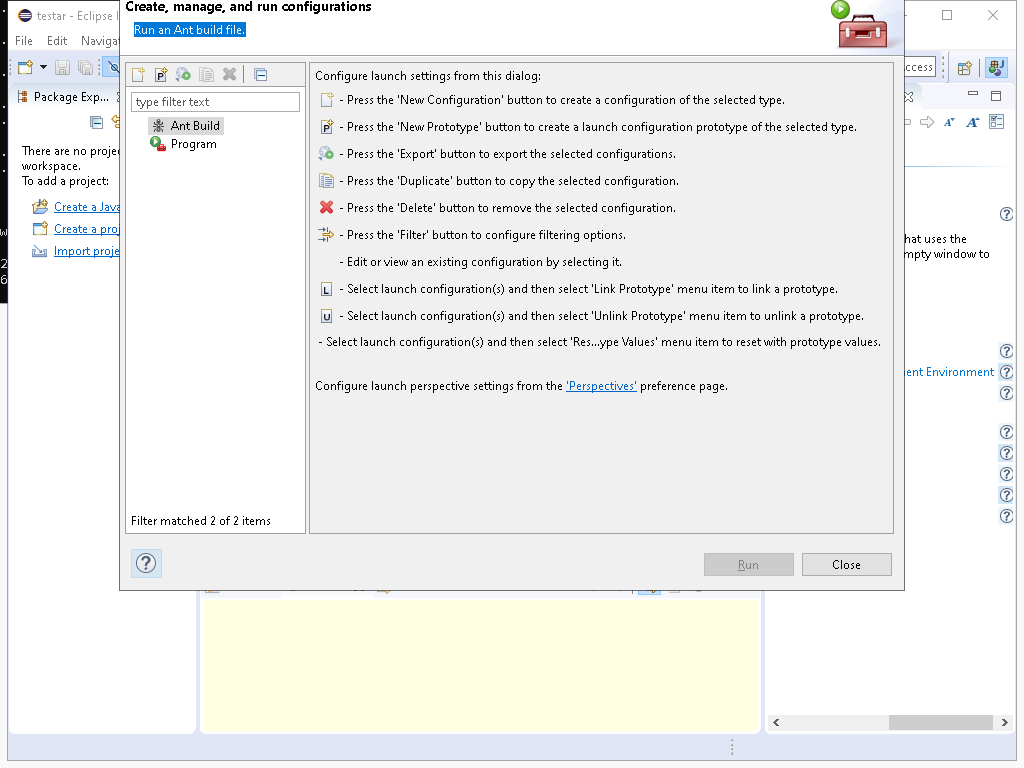 Create, manage, and run configurations
testar - Eclipse I
Run an Ant build file.
File Edit Navigat
type filter text
Ant Build
Program
Filter matched 2 of 2 items
Configure launch settings from this dialog:
- Press the 'New Configuration' button to create a configuration of the selected type.
- Press the 'New Prototype' button to create a launch configuration prototype of the selected type.
- Press the 'Export' button to export the selected configurations.
- Press the 'Duplicate' button to copy the selected configuration.
- Press the 'Delete' button to remove the selected configuration.
- Press the 'Filter' button to configure filtering options.
- Edit or view an existing configuration by selecting it.
L - Select launch configuration(s) and then select 'Link Prototype' menu item to link a prototype.
U - Select launch configuration(s) and then select 'Unlink Prototype' menu item to unlink a prototype.
- Select launch configuration(s) and then select 'Res...ype Values' menu item to reset with prototype values.
Configure launch perspective settings from the 'Perspectives' preference page.
Run Close
Package Exp...
There are no projec
workspace.
To add a project:
Create a Java
Create a proj
Import proje
ccess
hat uses the
mpty window to
ent Environment